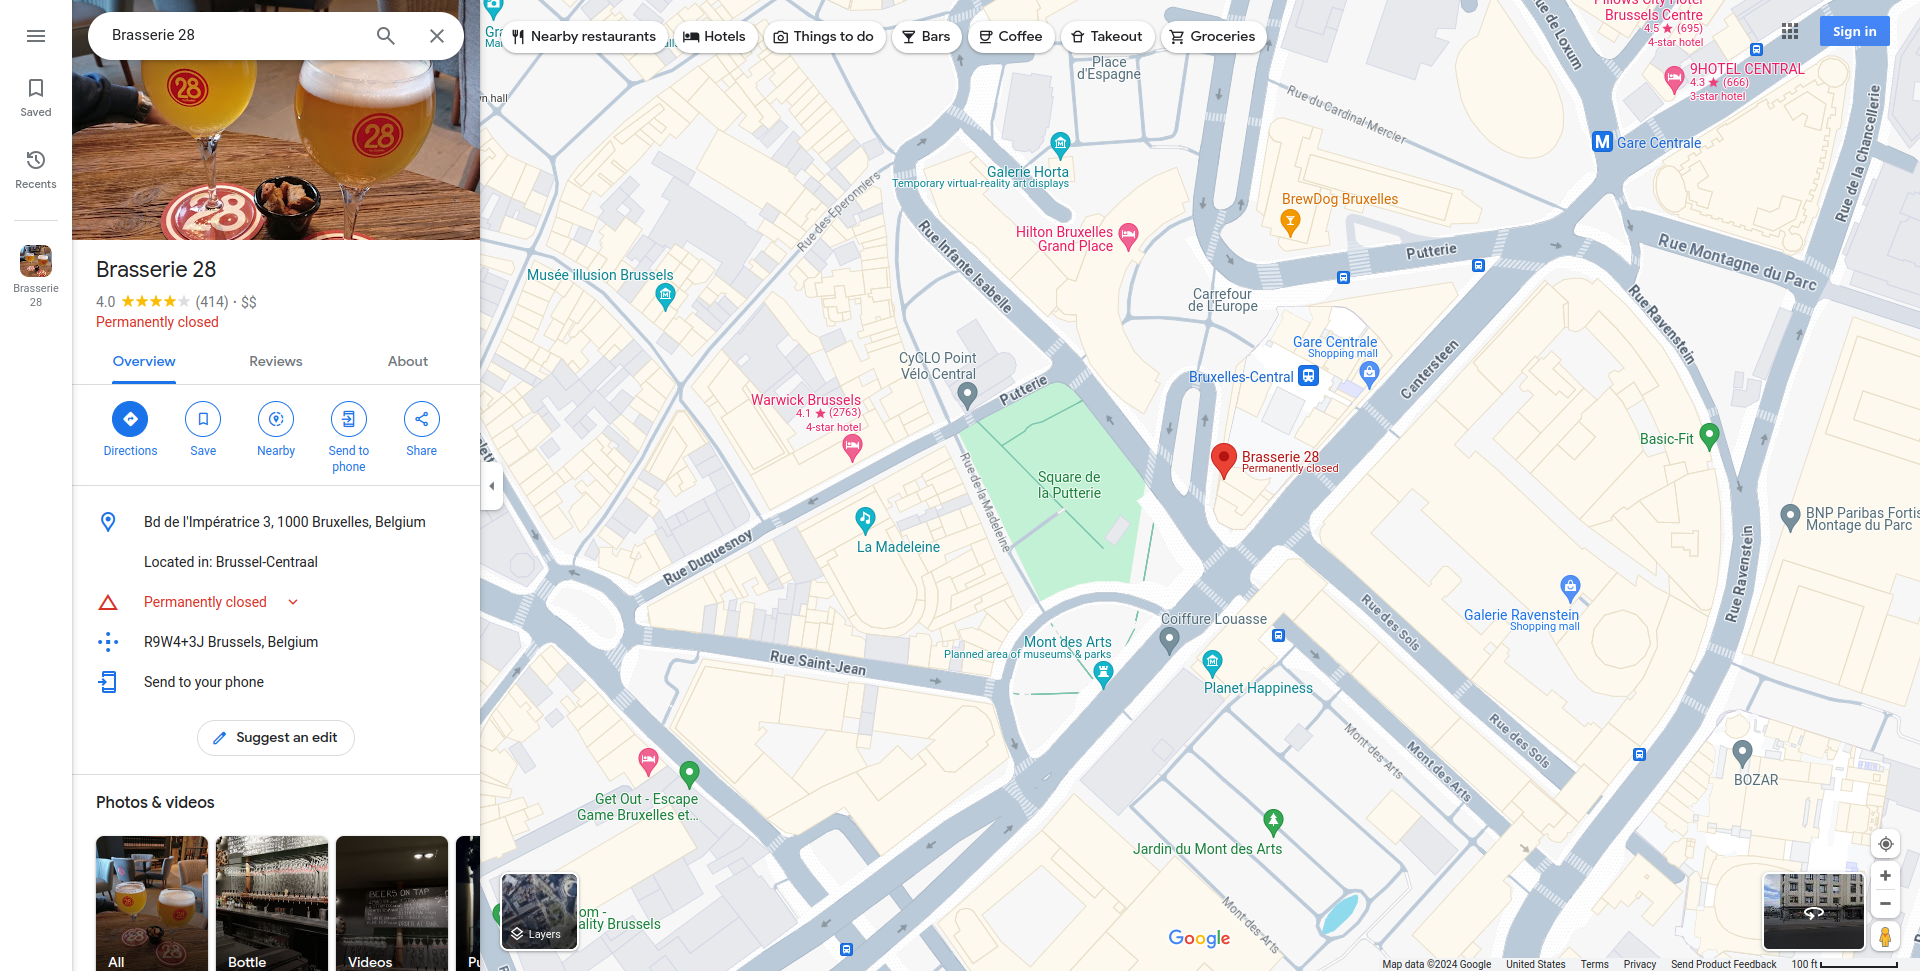 Brasserie 28
Saved
Recents
Brasserie
28
28
28
28
Brasserie 28
4.0
(414) · $$
Permanently closed
Overview
Reviews
About
Directions
Save
Nearby
Send to
phone
Share
Bd de l'Impératrice 3, 1000 Bruxelles, Belgium
Located in: Brussel-Centraal
Permanently closed
R9W4+3J Brussels, Belgium
Send to your phone
Suggest an edit
Photos & videos
All
Bottle
BEERS ON TAP
Videos
Nearby restaurants
Hotels
Things to do
Bars
Coffee
Takeout
Groceries
Sign in
Place
d'Espagne
Rue de Loxum
Pillows City Hotel
Brussels Centre
4.5 ★ (695)
4-star hotel
9HOTEL CENTRAL
4.3 ★ (666)
3-star hotel
Rue du Cardinal Mercier
Rue de la Chancellerie
M Gare Centrale
Galerie Horta
Temporary virtual-reality art displays
BrewDog Bruxelles
Hilton Bruxelles
Grand Place
Rue des Eperonniers
Rue Infante Isabelle
Putterie
Rue Montagne du Parc
Musée illusion Brussels
Carrefour
de L'Europe
Rue Ravenstein
Gare Centrale
Shopping mall
Bruxelles-Central
Cantersteen
CyCLO Point
Vélo Central
Putterie
Warwick Brussels
4.1 ★ (2763)
4-star hotel
Basic-Fit
Brasserie 28
Permanently closed
Square de
la Putterie
Rue de la Madeleine
La Madeleine
Rue Duquesnoy
BNP Paribas Fortis
Montage du Parc
Rue Ravenstein
Galerie Ravenstein
Shopping mall
Coiffure Louasse
Rue des Sols
Mont des Arts
Planned area of museums & parks
Rue Saint-Jean
Planet Happiness
Mont des Arts
Mont des Arts
Rue des Sols
BOZAR
Get Out - Escape
Game Bruxelles et...
Jardin du Mont des Arts
Mont des Arts
Layers
Google
Map data ©2024 Google
United States
Terms
Privacy
Send Product Feedback
100 ft